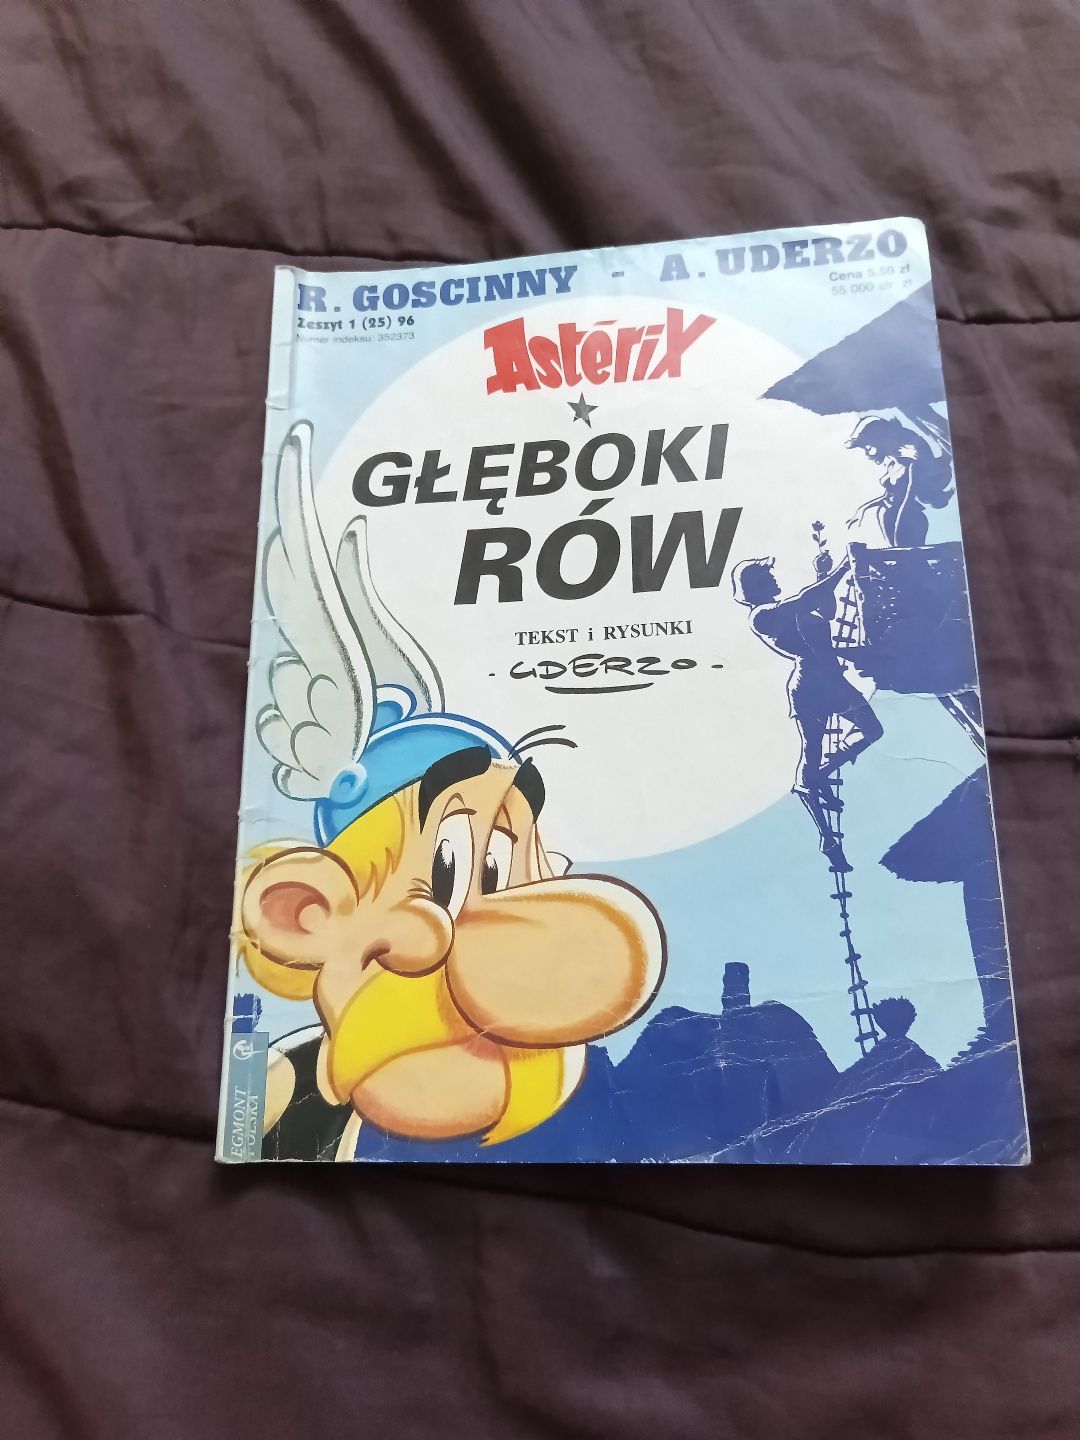 R. GOSCINNY - A. UDERZO
Zeszyt 1 (25) 96
Numer indeksu 352373
Cena 5,50 zł
55 000 str. zł
Astérix
GŁĘBOKI
RÓW
TEKST i RYSUNKI
UDERZO
EGMONT
POLSKA